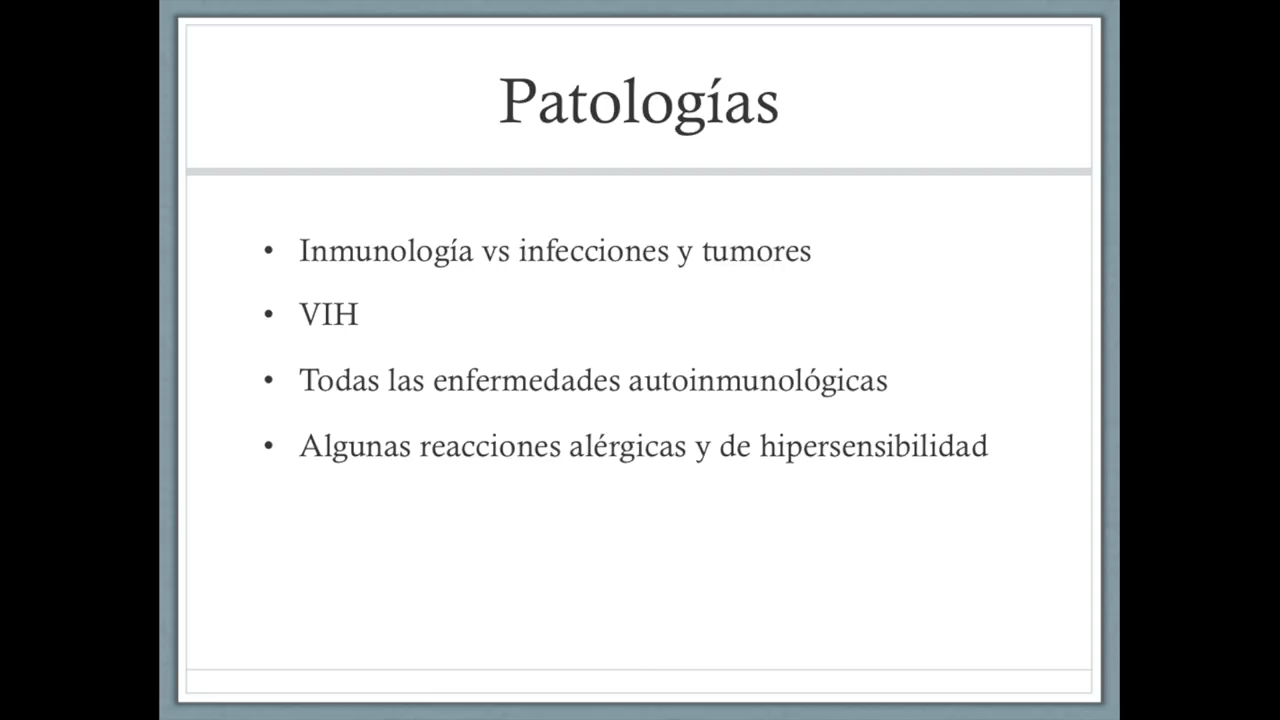 Patologías
• Inmunología vs infecciones y tumores
• VIH
• Todas las enfermedades autoinmunológicas
• Algunas reacciones alérgicas y de hipersensibilidad